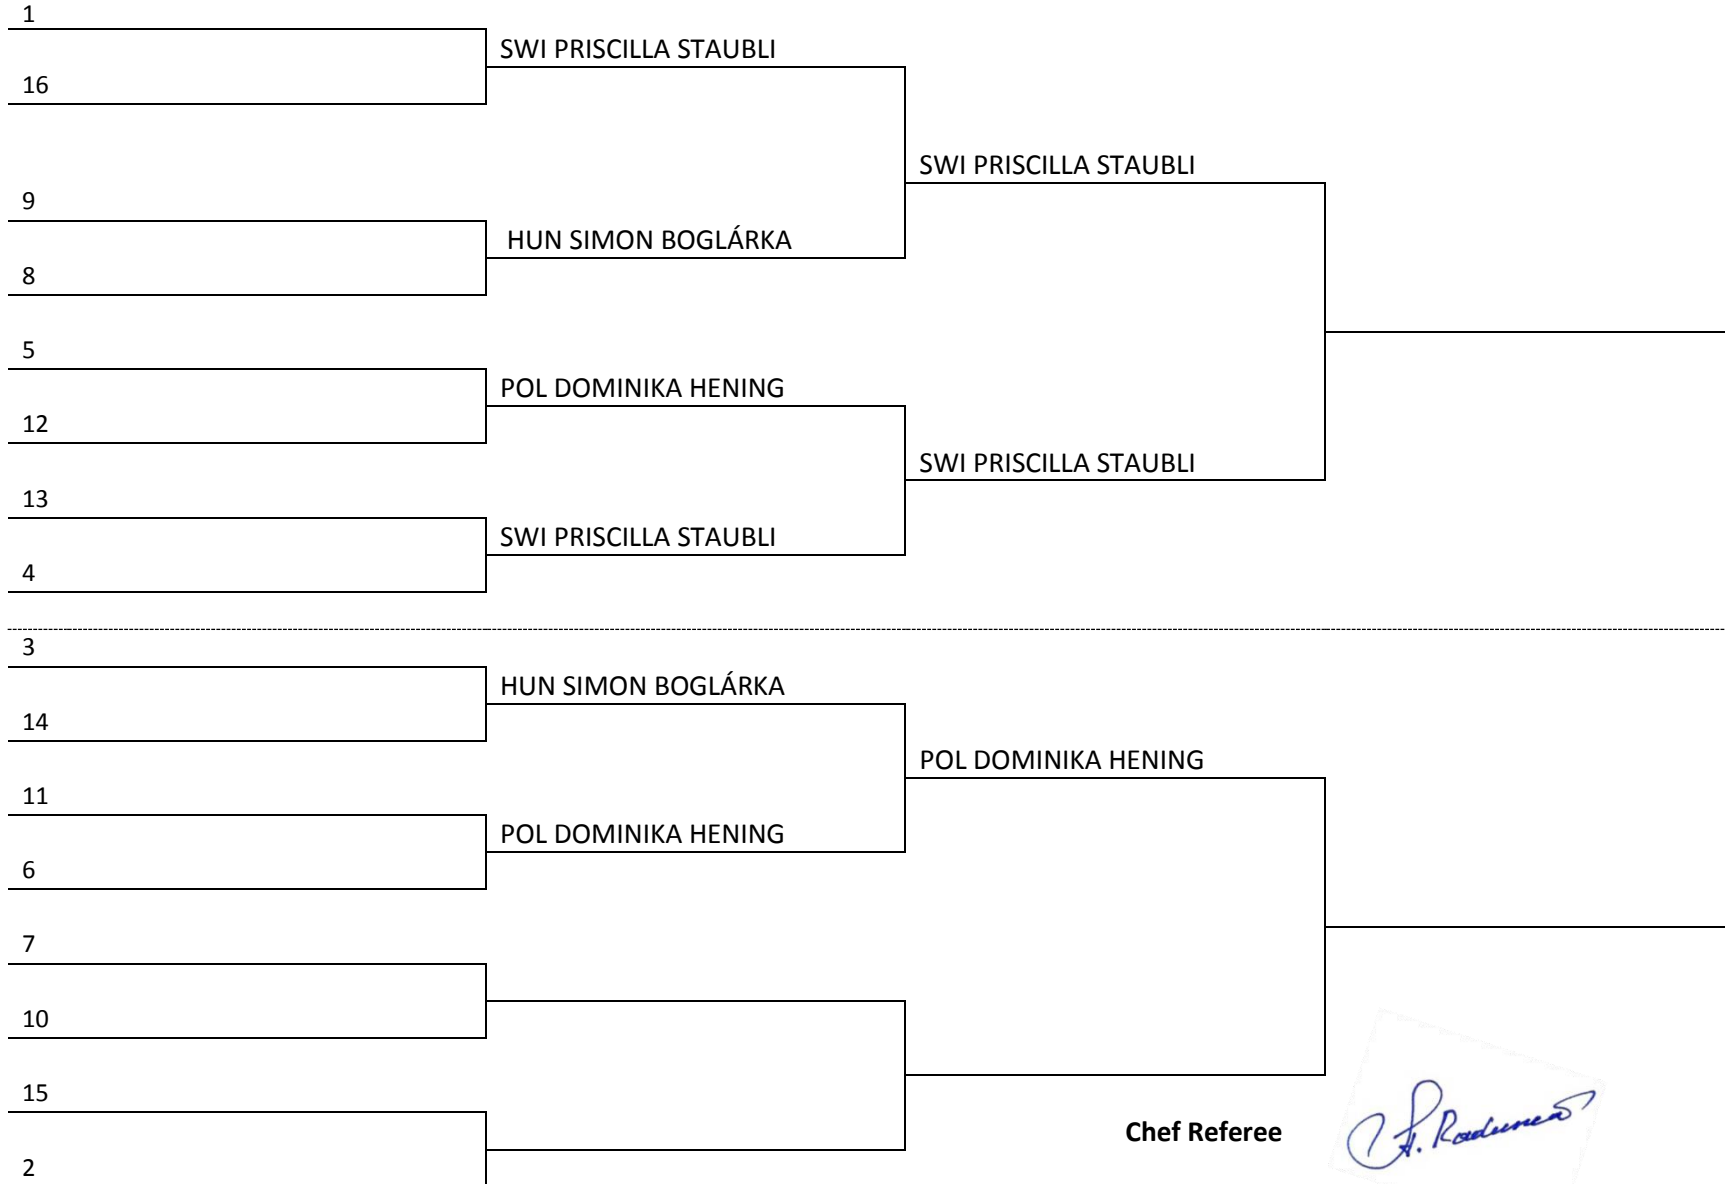 1
SWI PRISCILLA STAUBLI
16
SWI PRISCILLA STAUBLI
9
HUN SIMON BOGLÁRKA
8
5
POL DOMINIKA HENING
12
SWI PRISCILLA STAUBLI
13
SWI PRISCILLA STAUBLI
4
3
HUN SIMON BOGLÁRKA
14
POL DOMINIKA HENING
11
POL DOMINIKA HENING
6
7
10
15
Chef Referee
2